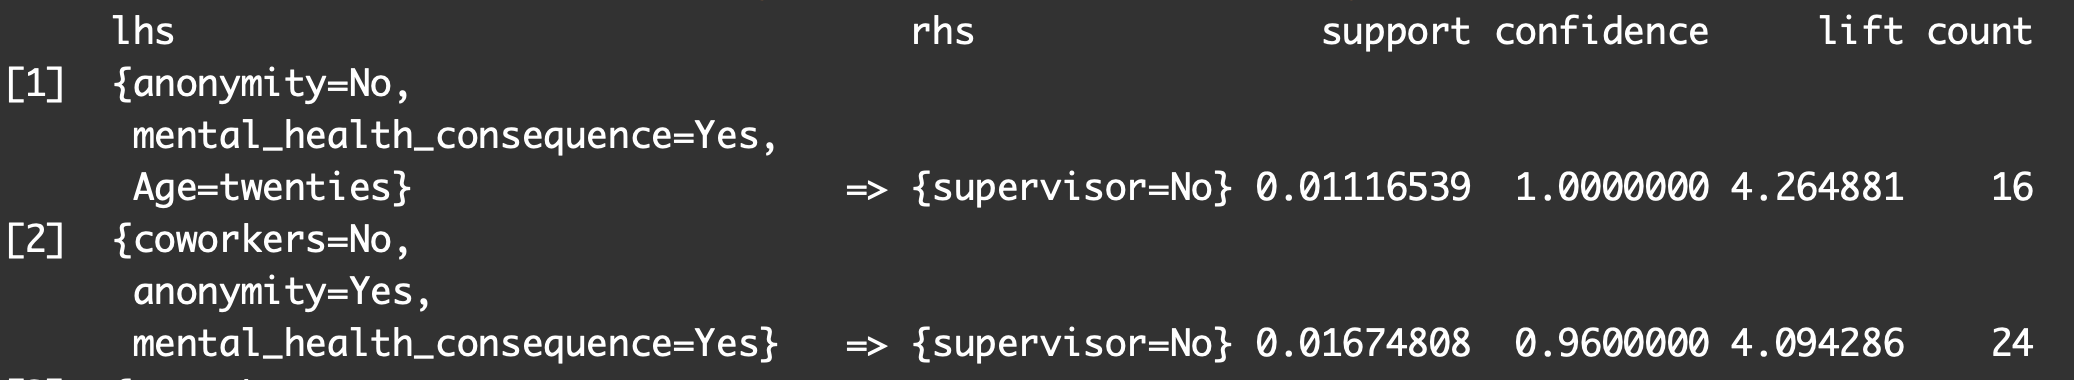 lhs rhs support confidence lift count
[1] {anonymity=No,
mental_health_consequence=Yes,
Age=twenties} => {supervisor=No} 0.01116539 1.0000000 4.264881 16
[2] {coworkers=No,
anonymity=Yes,
mental_health_consequence=Yes} => {supervisor=No} 0.01674808 0.9600000 4.094286 24